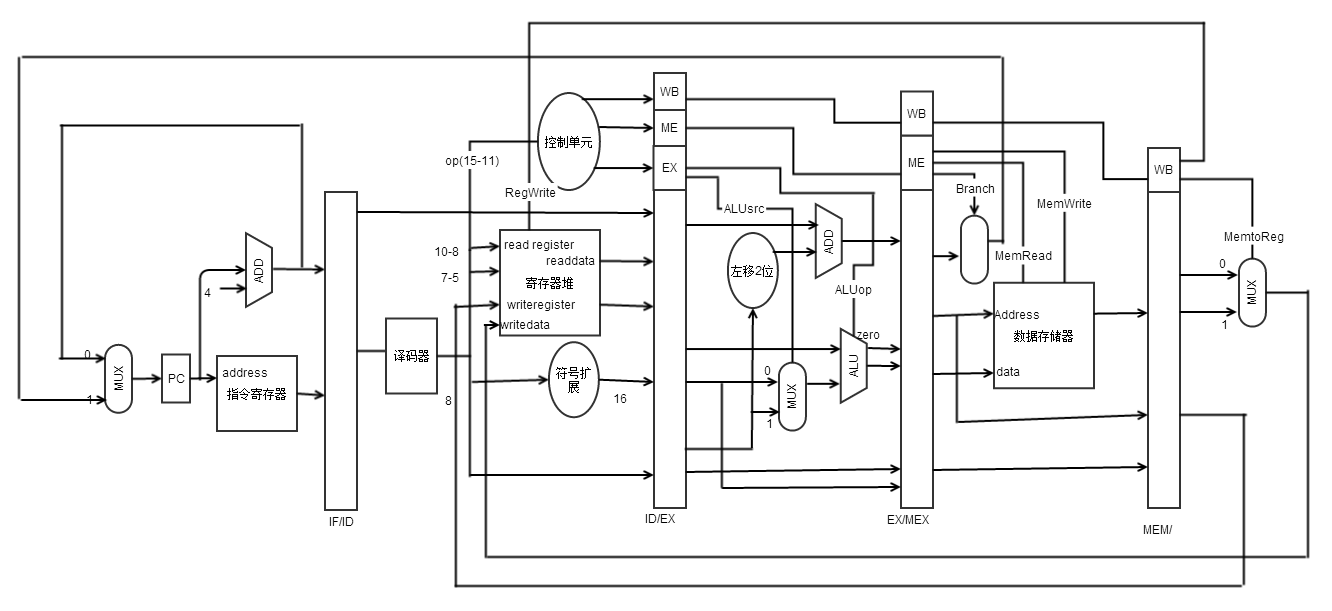 WB
ME
EX
控制单元
op(15-11)
RegWrite
ALUsrc
WB
ME
Branch
MemWrite
WB
MemtoReg
MemRead
read register
readdata
寄存器堆
writeregister
writedata
10-8
7-5
ADD
4
左移2位
ADD
ALUop
0
1
MUX
Address
数据存储器
data
zero
ALU
0
1
MUX
PC
address
指令寄存器
译码器
8
符号扩
展
16
0
1
MUX
IF/ID
ID/EX
EX/MEX
MEM/